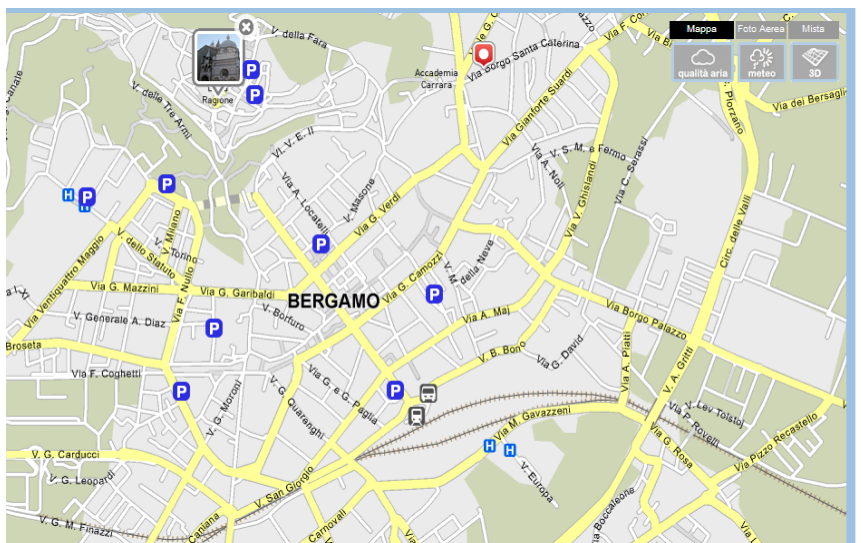 Mappa
Foto Aerea
Mista
qualità aria
meteo
3D
V. della Fara
Via Borgo Santa Caterina
Accademia
Carrara
Ragione
V. delle Tre Armi
Via Gianforte Suardi
Via dei Bersagli
V. Plorzano
Vl. V. E. II
V. S. M. e Fermo
Via A. Noli
Via C. Serassi
Via V. Ghislandi
V. Masone
Via A. Locatelli
Via G. Verdi
P
H
V. Milano
V. dello Statuto
V. Torino
Via Ventiquattro Maggio
Via F. Nullo
Via G. Camozzi
V. M. della Neve
Circ. delle Valli
Via G. Mazzini
Via G. Garibaldi
BERGAMO
V. Borfuro
V. Generale A. Diaz
Via A. Maj
Via Borgo Palazzo
Broseta
V. B. Bono
Via G. David
Via A. Piatti
V. A. Gritti
Via F. Coghetti
V. G. Moroni
V. G. Quarenghi
Via G. e G. Paglia
V. Lev Tolstoj
Via P. Rovelli
Via M. Gavazzeni
Via G. Rosa
Via Pizzo Recastello
V. G. Carducci
V. G. Leopardi
V. San Giorgio
V. Europa
Via Boccaleone
V. G. M. Finazzi
Caniana
Carnovali